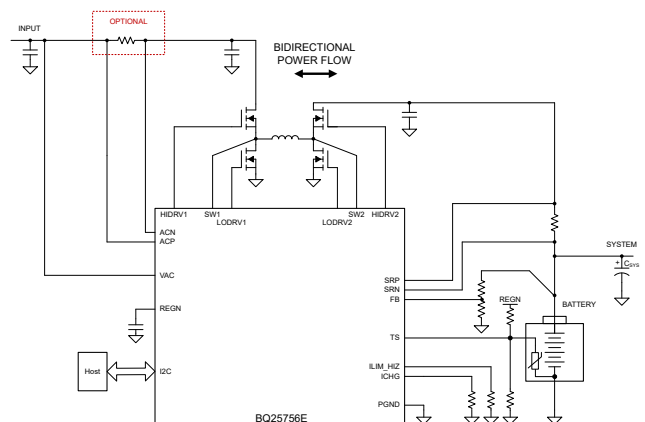 INPUT
OPTIONAL
BIDIRECTIONAL
POWER FLOW
HIDRV1
SW1
LODRV1
LODRV2
SW2
HIDRV2
ACN
ACP
VAC
REGN
Host
I2C
SRP
SRN
FB
TS
ILIM_HIZ
ICHG
PGND
REGN
BATTERY
SYSTEM
+
CSYS
BQ25756E